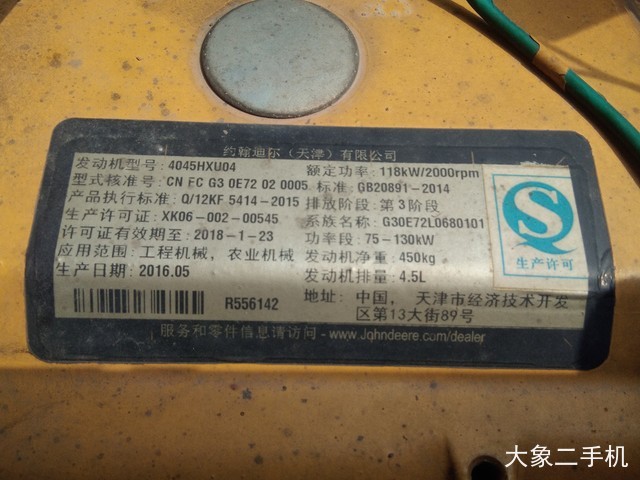 约翰迪尔（天津）有限公司
发动机型号: 4045HXU04
额定功率: 118kW/2000rpm
型式核准号: CN FC G3 0E72 02 0005
标准: GB20891-2014
产品执行标准: Q/12KF 5414-2015
排放阶段: 第3阶段
生产许可证: XK06-002-00545
系族名称: G30E72L0680101
许可证有效期至: 2018-1-23
功率段: 75-130kW
应用范围: 工程机械, 农业机械
发动机净重: 450kg
生产日期: 2016.05
发动机排量: 4.5L
R556142
地址: 中国, 天津市经济技术开发
区第13大街89号
服务和零件信息请访问 - www.JohnDeere.com/dealer
QS
生产许可
大象二手机